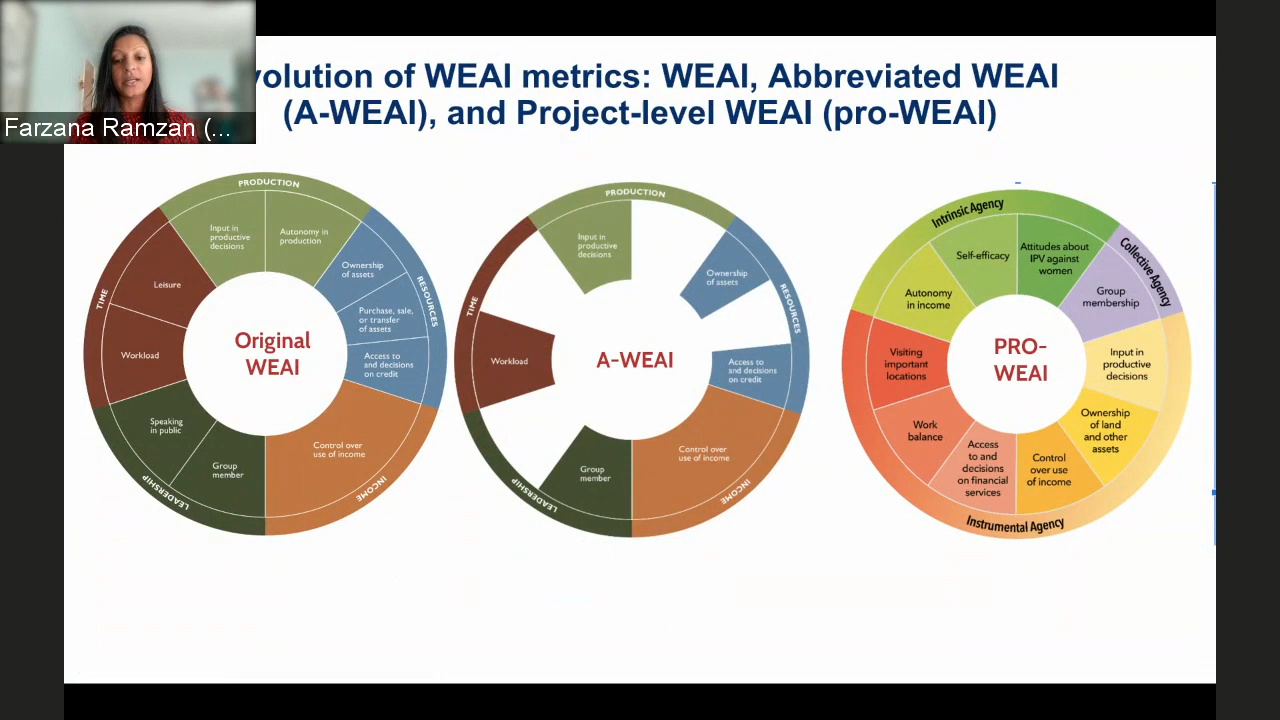 volution of WEAI metrics: WEAI, Abbreviated WEAI
(A-WEAI), and Project-level WEAI (pro-WEAI)
Farzana Ramzan (...
PRODUCTION
Input in
productive
decisions
Autonomy in
production
RESOURCES
Ownership
of assets
Purchase, sale,
or transfer
of assets
Access to
and decisions
on credit
INCOME
Control over
use of income
LEADERSHIP
Group
member
Speaking
in public
TIME
Workload
Leisure
Original
WEAI
PRODUCTION
Input in
productive
decisions
RESOURCES
Ownership
of assets
Access to
and decisions
on credit
INCOME
Control over
use of income
LEADERSHIP
Group
member
TIME
Workload
A-WEAI
Intrinsic Agency
Autonomy
in income
Self-efficacy
Attitudes about
IPV against
women
Collective Agency
Group
membership
Instrumental Agency
Input in
productive
decisions
Ownership
of land
and other
assets
Control
over use
of income
Access
to and
decisions
on financial
services
Work
balance
Visiting
important
locations
PRO-
WEAI